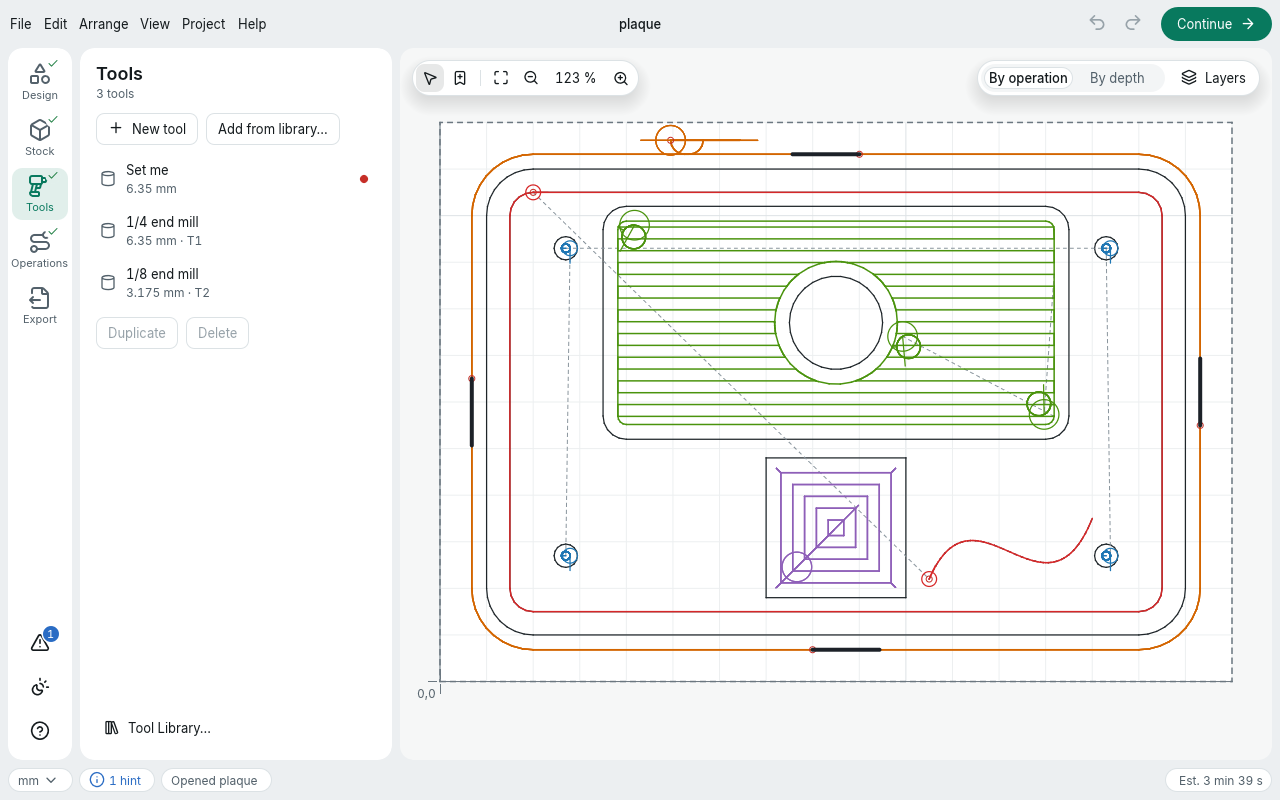 File Edit Arrange View Project Help
plaque
Continue
Design
Stock
Tools
Operations
Export
1
Tools
3 tools
New tool
Add from library...
Set me
6.35 mm
1/4 end mill
6.35 mm · T1
1/8 end mill
3.175 mm · T2
Duplicate
Delete
Tool Library...
123 %
By operation
By depth
Layers
0,0
mm
1 hint
Opened plaque
Est. 3 min 39 s